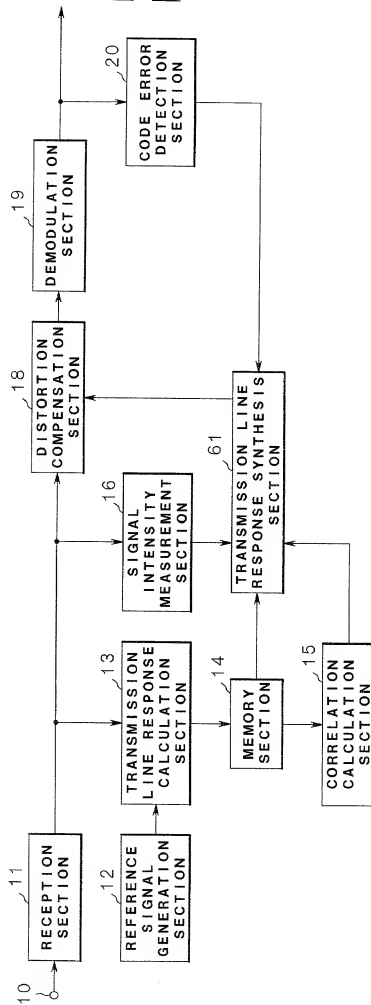 10
11
RECEPTION
SECTION
12
REFERENCE
SIGNAL
GENERATION
SECTION
13
TRANSMISSION
LINE RESPONSE
CALCULATION
SECTION
14
MEMORY
SECTION
15
CORRELATION
CALCULATION
SECTION
16
SIGNAL
INTENSITY
MEASUREMENT
SECTION
61
TRANSMISSION LINE
RESPONSE SYNTHESIS
SECTION
18
DISTORTION
COMPENSATION
SECTION
19
DEMODULATION
SECTION
20
CODE ERROR
DETECTION
SECTION